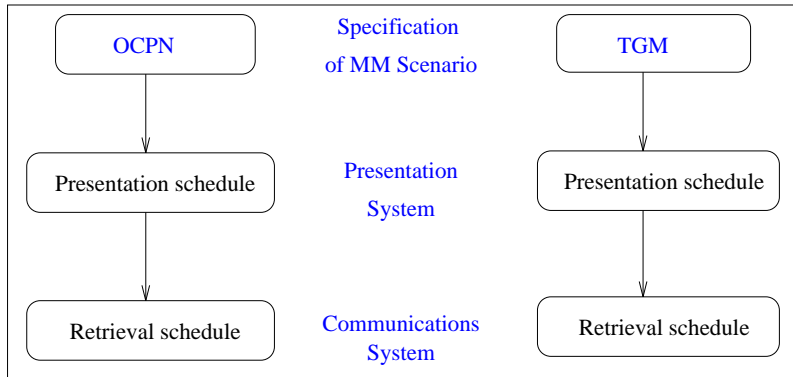 OCPN
Specification
of MM Scenario
TGM
Presentation schedule
Presentation
System
Presentation schedule
Retrieval schedule
Communications
System
Retrieval schedule